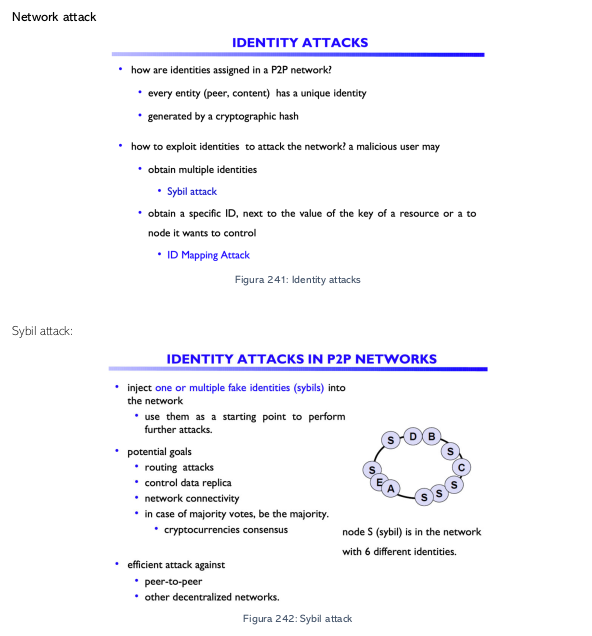 Network attack
IDENTITY ATTACKS
• how are identities assigned in a P2P network?
• every entity (peer, content) has a unique identity
• generated by a cryptographic hash
• how to exploit identities to attack the network? a malicious user may
• obtain multiple identities
• Sybil attack
• obtain a specific ID, next to the value of the key of a resource or a to
node it wants to control
• ID Mapping Attack
Figura 241: Identity attacks
Sybil attack:
IDENTITY ATTACKS IN P2P NETWORKS
• inject one or multiple fake identities (sybils) into
the network
• use them as a starting point to perform
further attacks.
• potential goals
• routing attacks
• control data replica
• network connectivity
• in case of majority votes, be the majority.
• cryptocurrencies consensus
• efficient attack against
• peer-to-peer
• other decentralized networks.
S D B
S
C
S
S
S
A
E
S
node S (sybil) is in the network
with 6 different identities.
Figura 242: Sybil attack